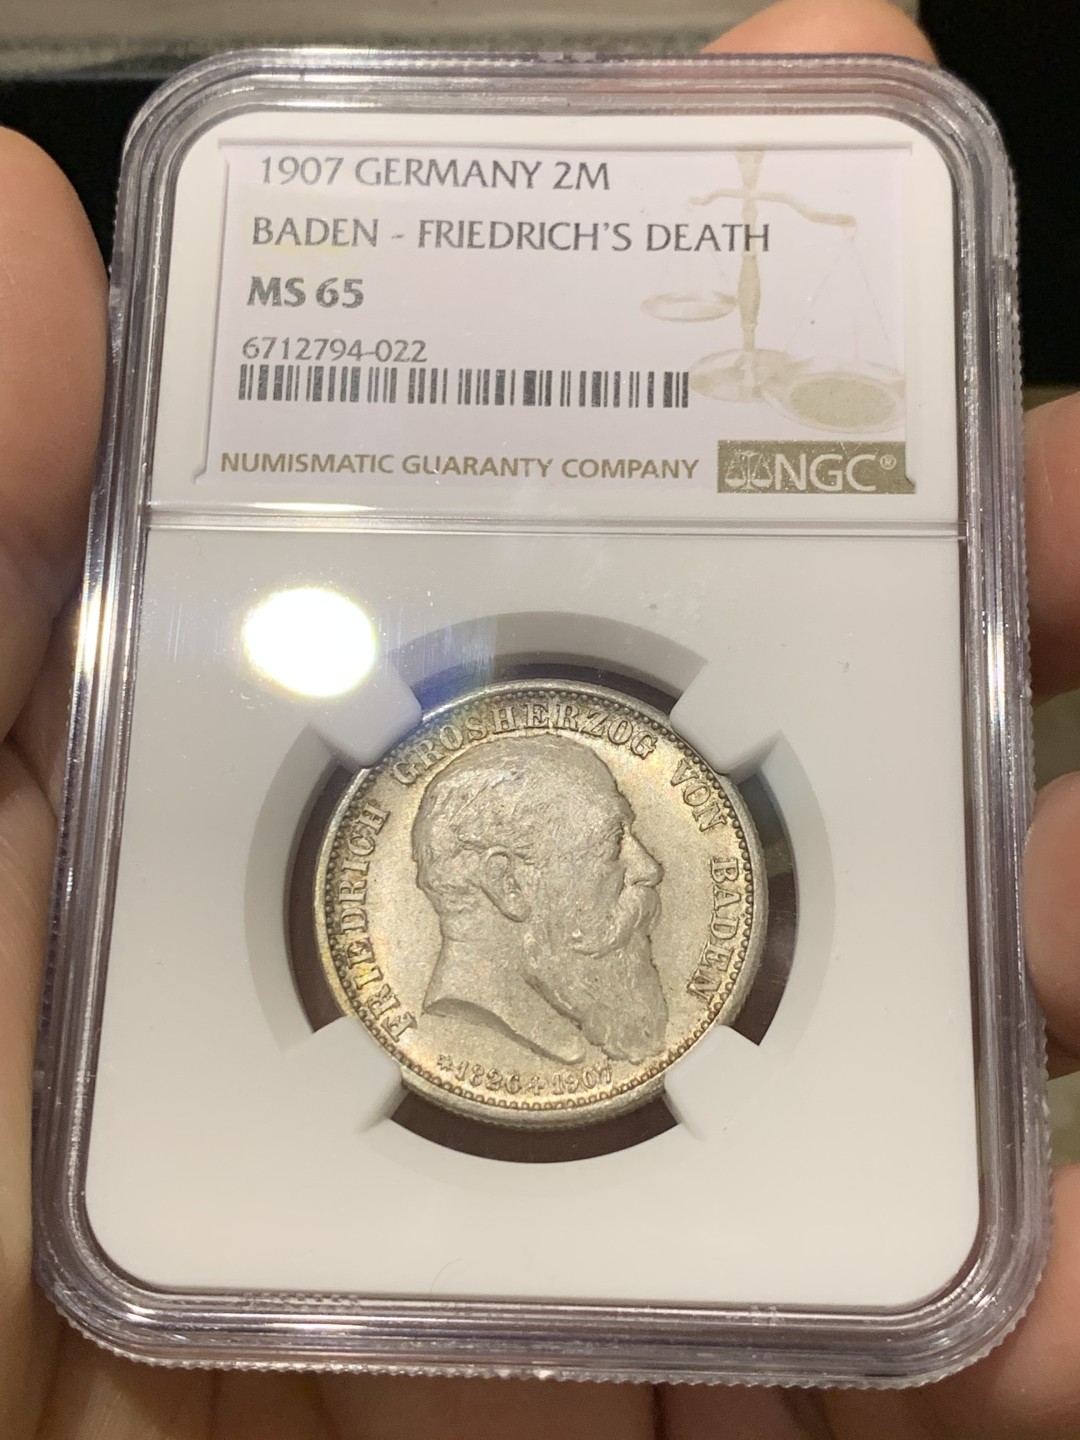 1907 GERMANY 2M
BADEN - FRIEDRICH'S DEATH
MS 65
6712794-022
NUMISMATIC GUARANTY COMPANY
NGC®
FRIEDRICH GROSHERZOG VON BADEN
*1826+1907